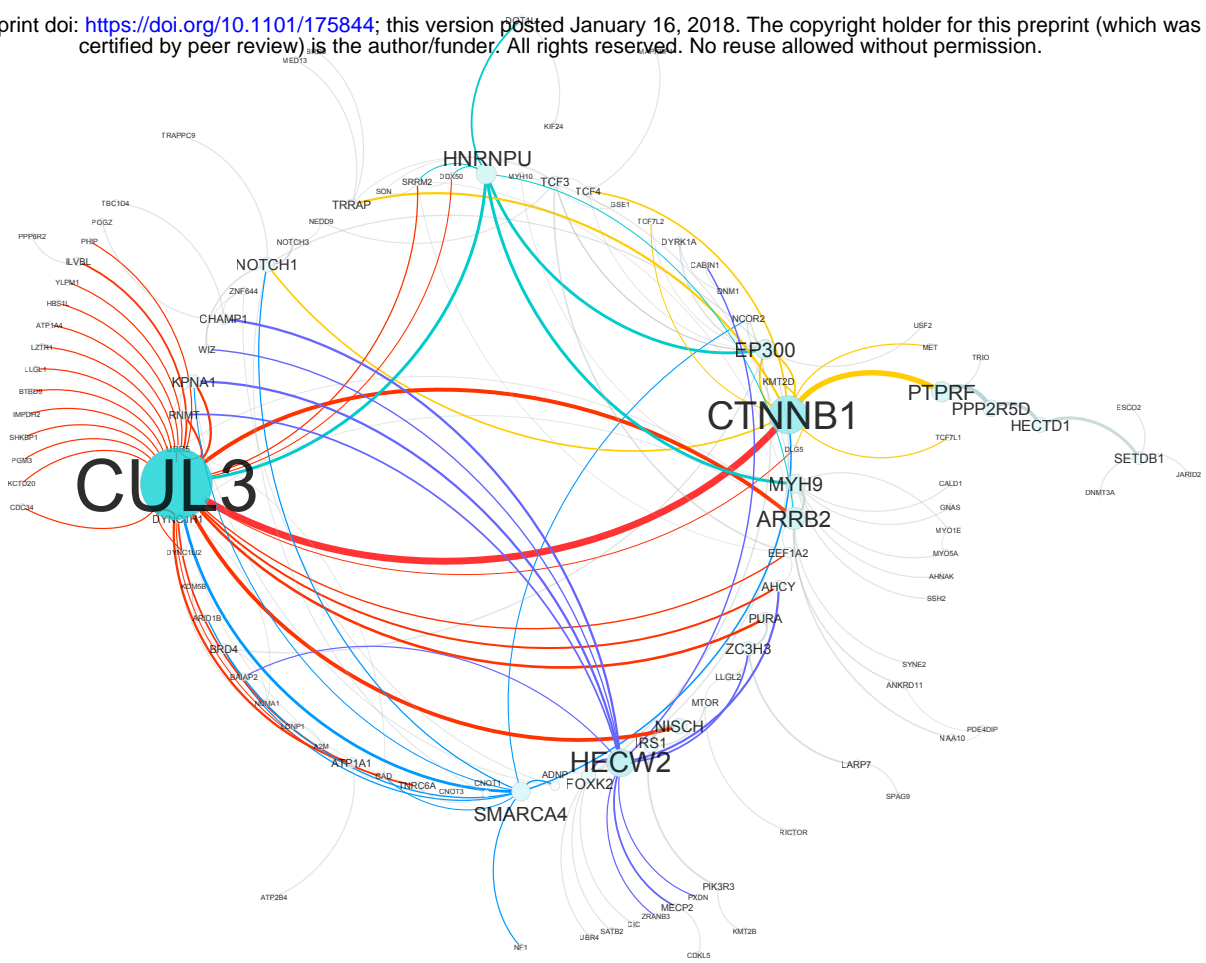 print doi: https://doi.org/10.1101/175844; this version posted January 16, 2018. The copyright holder for this preprint (which was
certified by peer review) is the author/funder. All rights reserved. No reuse allowed without permission.
MED13
KIF24
TRAPPC9
HNRNPU
SRRM2
DDX50
MYH10
TCF3
TCF4
SON
TRRAP
GSE1
TBC1D4
NEDD9
TCF7L2
POGZ
PPP6R2
PHIP
NOTCH3
DYRK1A
ILVBL
NOTCH1
CABIN1
YLPM1
ZNF644
DNM1
HBS1L
CHAMP1
NCOR2
ATP1A4
USF2
LZTR1
WIZ
EP300
MET
TRIO
LLGL1
KPNA1
KMT2D
BTBD9
PTPRF
PPP2R5D
IMPDH2
RNMT
CTNNB1
ESCO2
HECTD1
SHKBP1
TCF7L1
DLG5
PGM3
SETDB1
KCTD20
CUL3
MYH9
CALD1
JARID2
DNMT3A
CDC34
GNAS
DYNC1H1
ARRB2
MYO1E
DYNC1LI2
EEF1A2
MYO5A
AHNAK
KDM5B
AHCY
SSH2
ARID1B
PURA
BRD4
ZC3H3
SYNE2
BAIAP2
LLGL2
ANKRD11
NUMA1
MTOR
LONP1
NISCH
PDE4DIP
NAA10
A2M
IRS1
ATP1A1
HECW2
LARP7
CAD
ADNP
TNRC6A
CNOT1
CNOT3
FOXK2
SPAG9
SMARCA4
RICTOR
ATP2B4
PIK3R3
PXDN
MECP2
ZRANB3
CIC
SATB2
UBR4
KMT2B
NF1
CDKL5